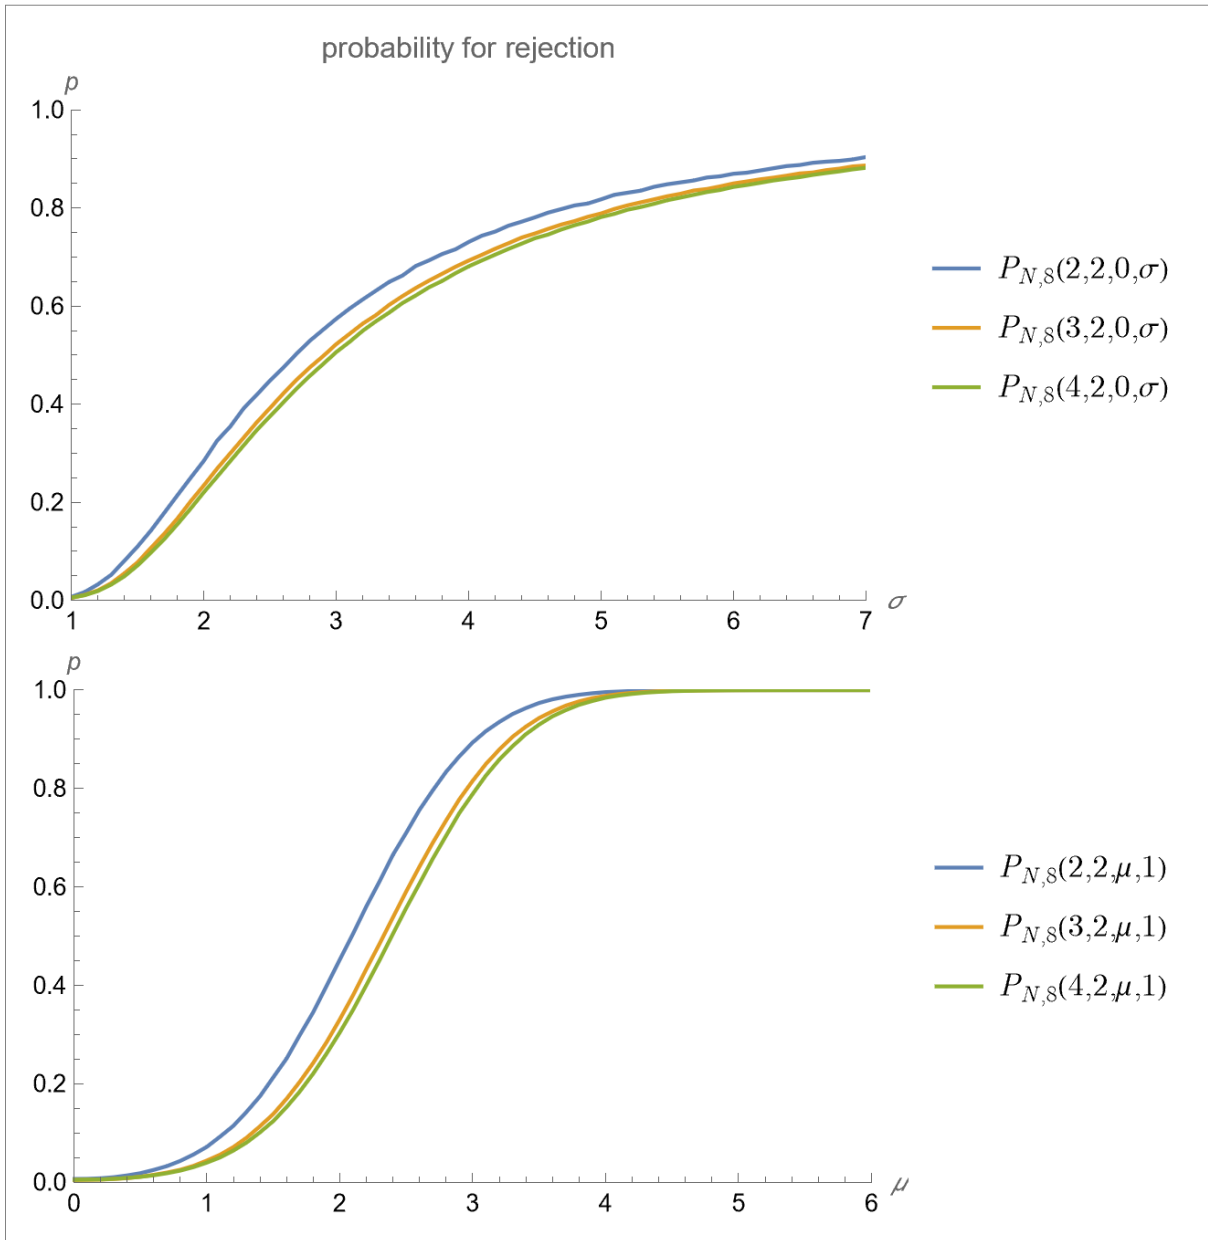 probability for rejection
p
1.0
0.8
0.6
0.4
0.2
0.0
1 2 3 4 5 6 7
σ
P_{N,8}(2,2,0,σ)
P_{N,8}(3,2,0,σ)
P_{N,8}(4,2,0,σ)
p
1.0
0.8
0.6
0.4
0.2
0.0
0 1 2 3 4 5 6
μ
P_{N,8}(2,2,μ,1)
P_{N,8}(3,2,μ,1)
P_{N,8}(4,2,μ,1)